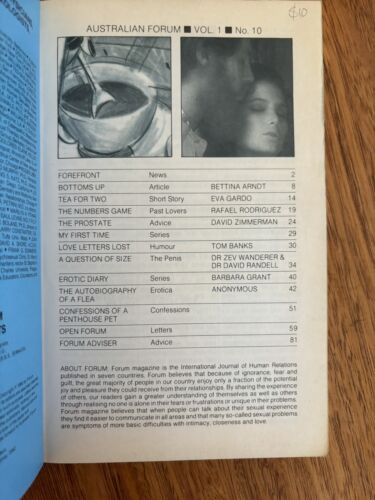 $10
AUSTRALIAN FORUM ■ VOL. 1 ■ No. 10
FOREFRONT News 2
BOTTOMS UP Article BETTINA ARNDT 8
TEA FOR TWO Short Story EVA GARDO 14
THE NUMBERS GAME Past Lovers RAFAEL RODRIGUEZ 19
THE PROSTATE Advice DAVID ZIMMERMAN 24
MY FIRST TIME Series 29
LOVE LETTERS LOST Humour TOM BANKS 30
A QUESTION OF SIZE The Penis DR ZEV WANDERER &
DR DAVID RANDELL 34
EROTIC DIARY Series BARBARA GRANT 40
THE AUTOBIOGRAPHY Erotica ANONYMOUS 42
OF A FLEA
CONFESSIONS OF A Confessions 51
PENTHOUSE PET
OPEN FORUM Letters 59
FORUM ADVISER Advice 81
ABOUT FORUM: Forum magazine is the International Journal of Human Relations
published in seven countries. Forum believes that because of ignorance, fear and
guilt, the great majority of people in our country enjoy only a fraction of the potential
joy and pleasure they could have received from their relationships. By sharing the experience
of others, our readers gain a greater understanding of themselves as well as others
through realising no one is alone in their fears or frustrations or unique in their problems.
Forum magazine believes that when people can talk about their sexual experience
they find it easier to communicate in all areas and that many so-called sexual problems
are symptoms of more basic difficulties with intimacy, closeness and love.